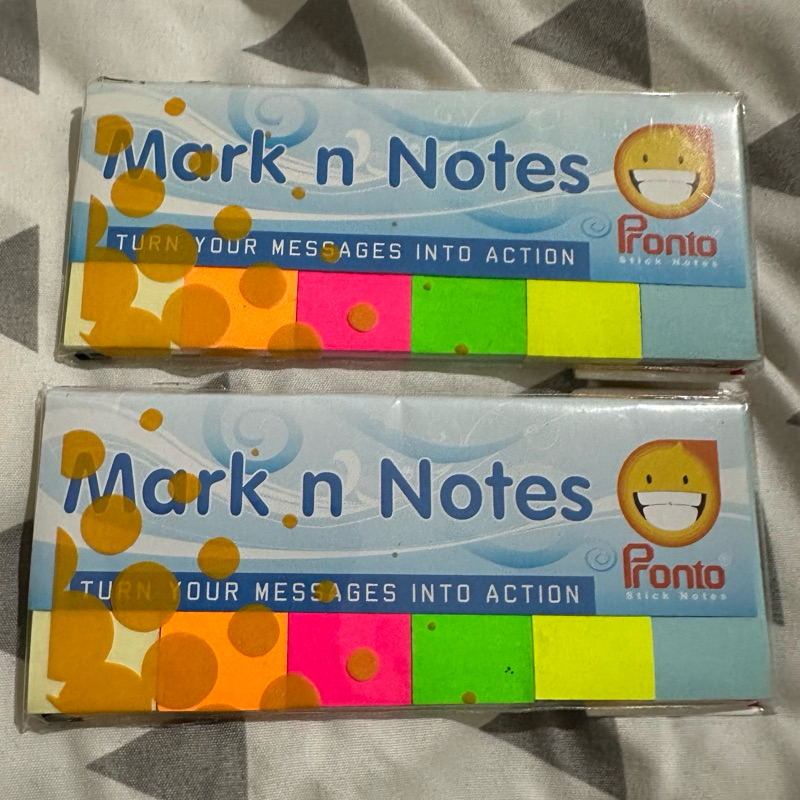 Mark n Notes
Pronto
Stick Notes
TURN YOUR MESSAGES INTO ACTION
Mark n Notes
Pronto
Stick Notes
TURN YOUR MESSAGES INTO ACTION